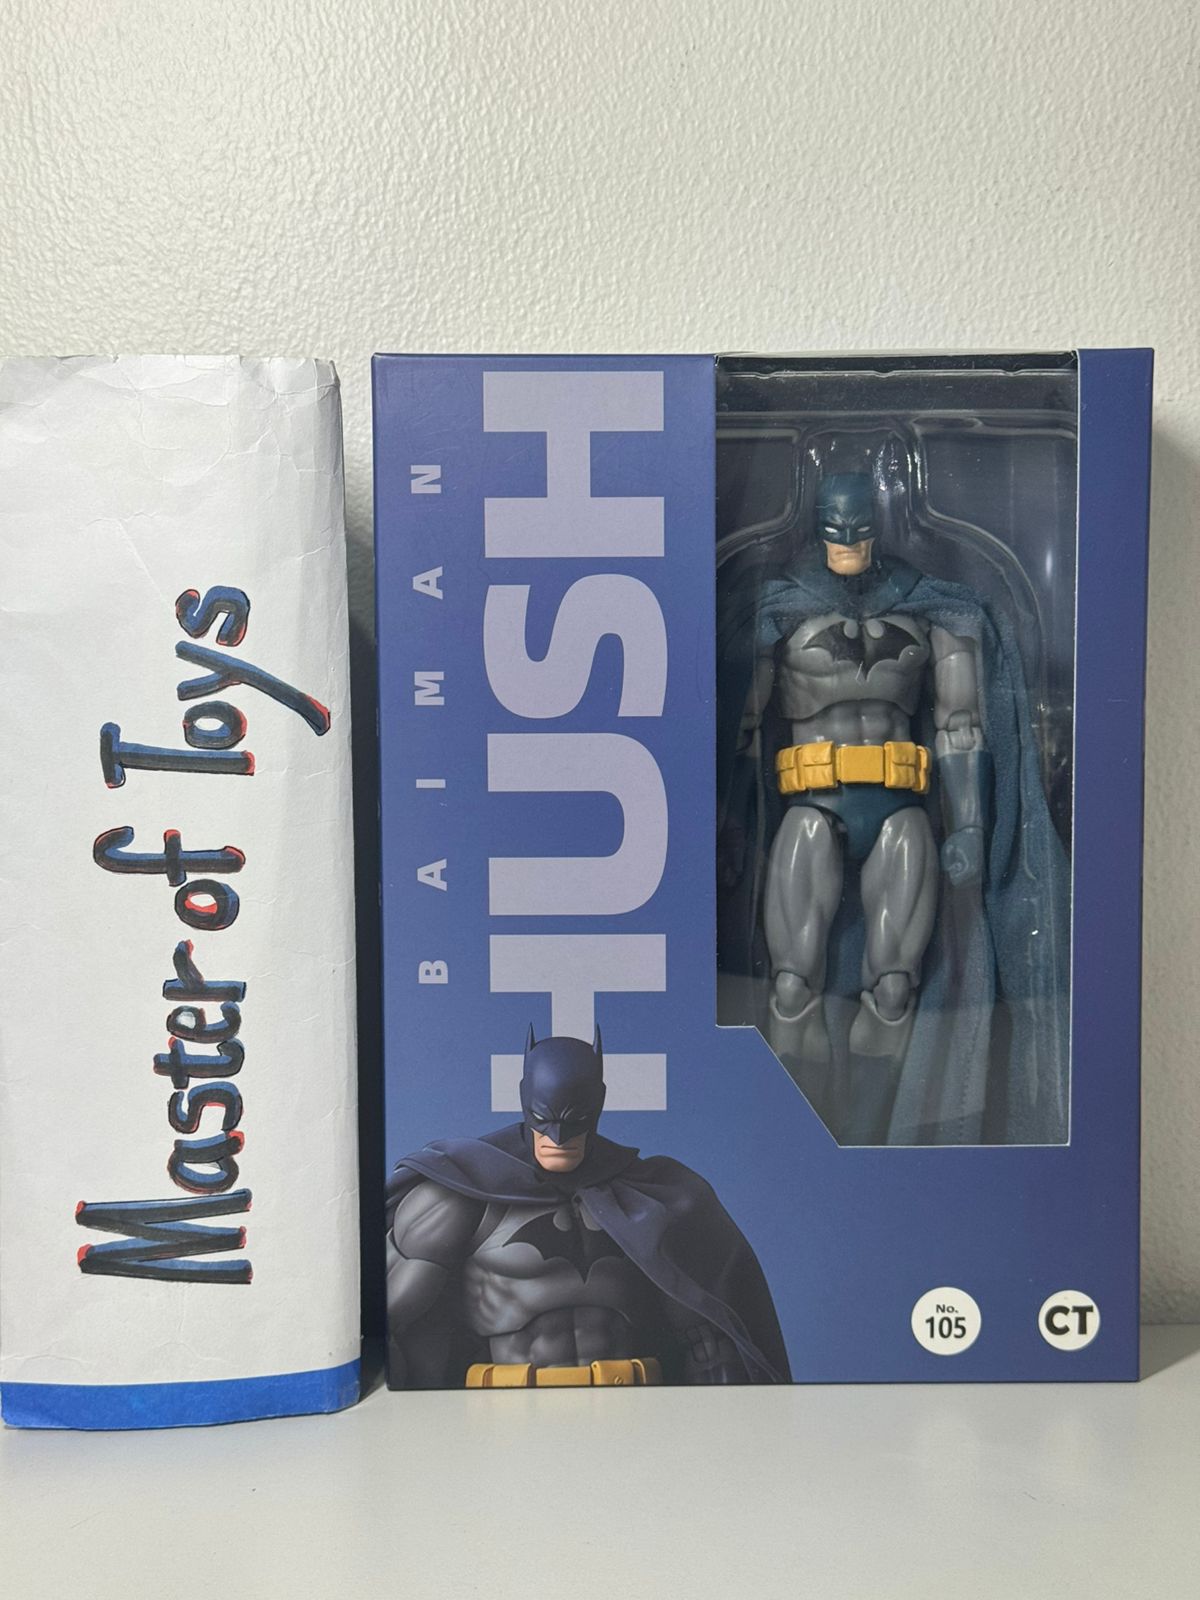 Master of Toys
BAIMAN
HUSH
No.
105
CT